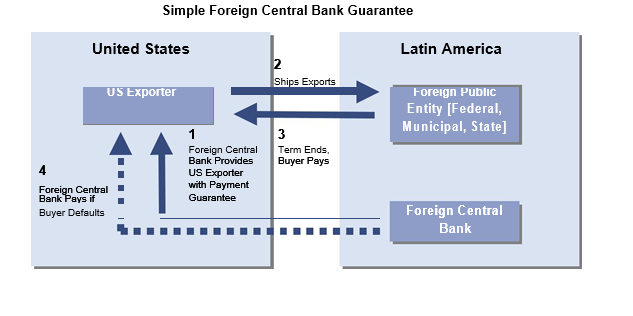 Simple Foreign Central Bank Guarantee
United States
Latin America
2
Ships Exports
US Exporter
Foreign Public
Entity [Federal,
Municipal, State]
1
Foreign Central
Bank Provides
US Exporter
with Payment
Guarantee
3
Term Ends,
Buyer Pays
4
Foreign Central
Bank Pays if
Buyer Defaults
Foreign Central
Bank